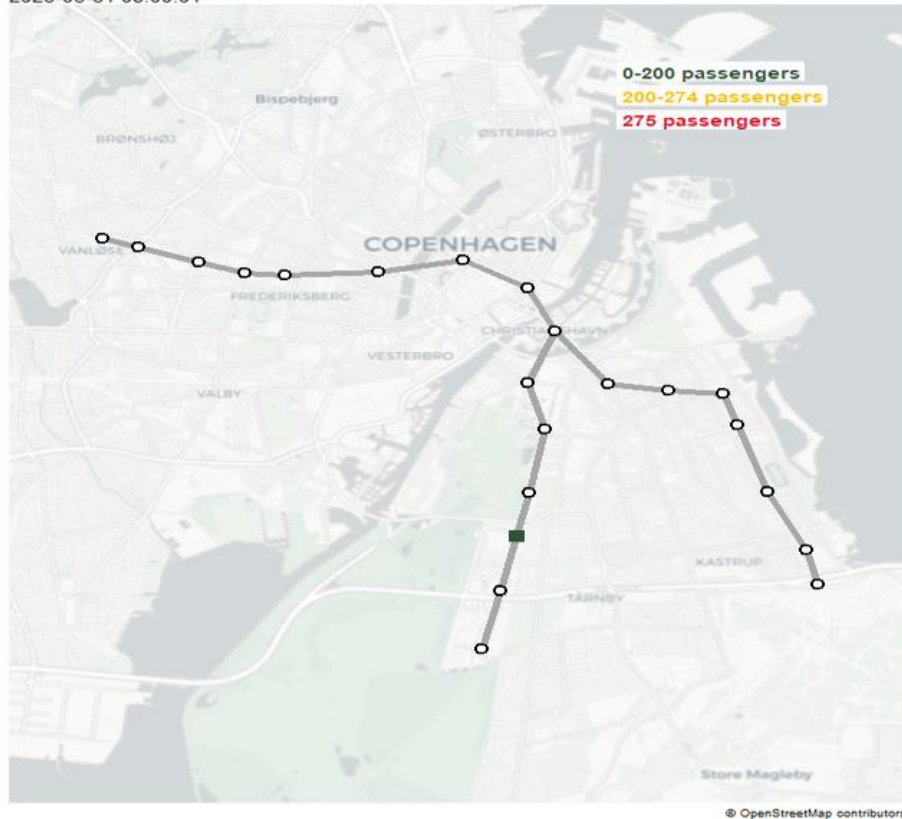 0-200 passengers
Bispebjerg
200-274 passengers
275 passengers
ØSTERBRO
BRØNSHØJ
COPENHAGEN
VANLØSE
FREDERIKSBERG
VESTERBRO
VALBY
KASTRUP
TÅRNBY
Store Magleby
© OpenStreetMap contributors